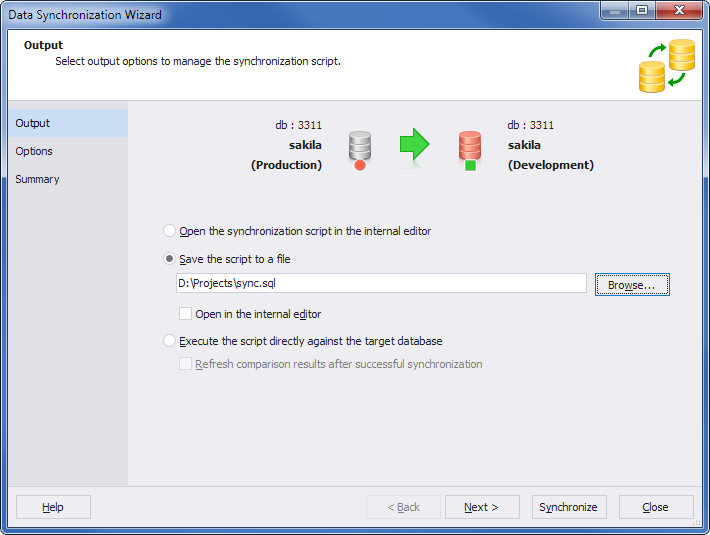 Data Synchronization Wizard
Output
Select output options to manage the synchronization script.
Output
Options
Summary
db : 3311
sakila
(Production)
db : 3311
sakila
(Development)
Open the synchronization script in the internal editor
Save the script to a file
D:\Projects\sync.sql
Browse...
Open in the internal editor
Execute the script directly against the target database
Refresh comparison results after successful synchronization
Help
< Back
Next >
Synchronize
Close